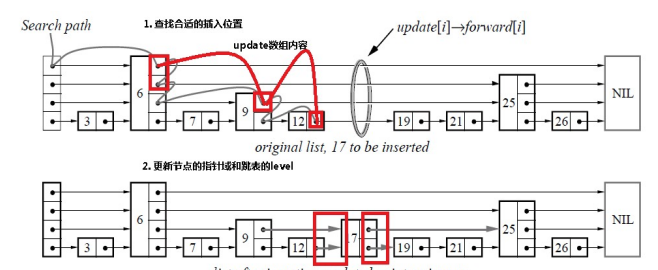 Search path
1. 查找合适的插入位置
update[i]→forward[i]
update数组内容
6
9
25
NIL
3
7
12
19
21
26
original list, 17 to be inserted
2. 更新节点的指针域和跳表的level
6
9
17
25
NIL
3
7
12
19
21
26